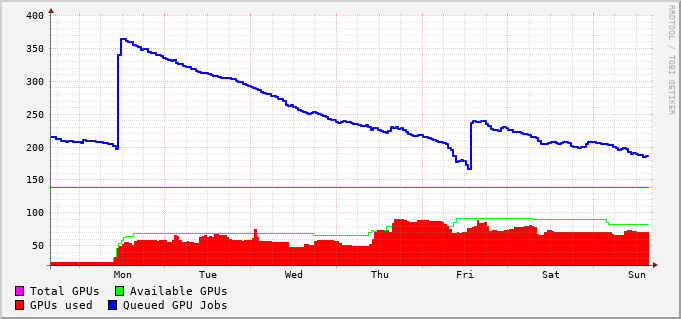 400
350
300
250
200
150
100
50
Mon Tue Wed Thu Fri Sat Sun
Total GPUs Available GPUs
GPUs used Queued GPU Jobs
RRDTOOL / TOBI OETIKER